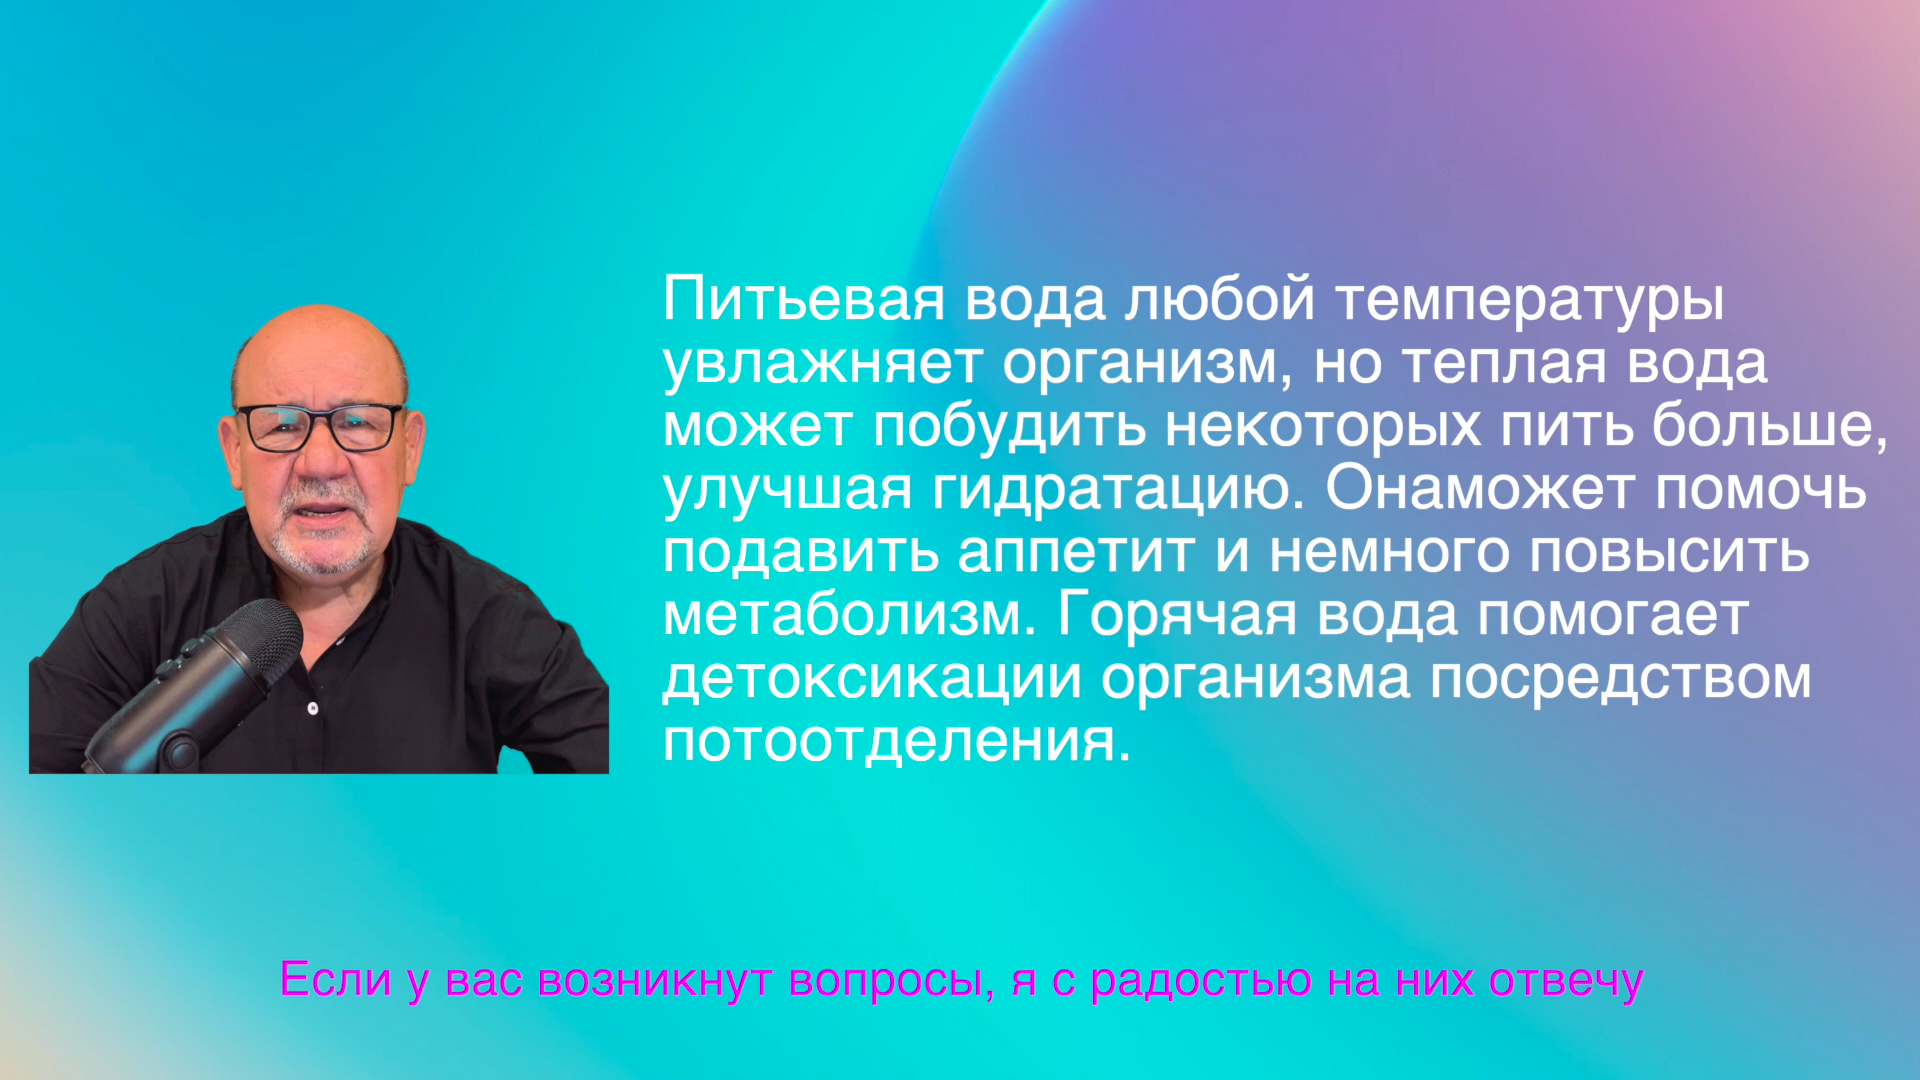 Питьевая вода любой температуры
увлажняет организм, но теплая вода
может побудить некоторых пить больше,
улучшая гидратацию. Онаможет помочь
подавить аппетит и немного повысить
метаболизм. Горячая вода помогает
детоксикации организма посредством
потоотделения.
Если у вас возникнут вопросы, я с радостью на них отвечу